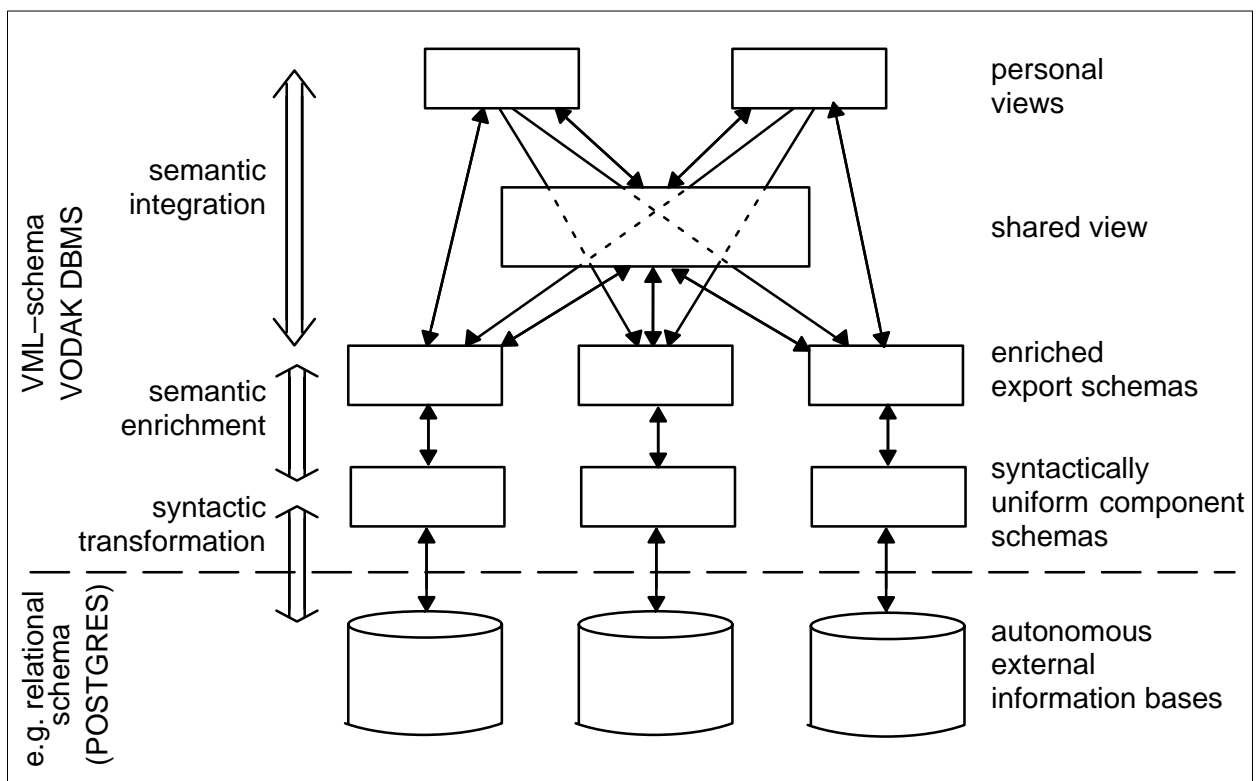 personal
views
semantic
integration
shared view
VML–schema
VODAK DBMS
enriched
export schemas
semantic
enrichment
syntactically
uniform component
schemas
syntactic
transformation
e.g. relational
schema
(POSTGRES)
autonomous
external
information bases